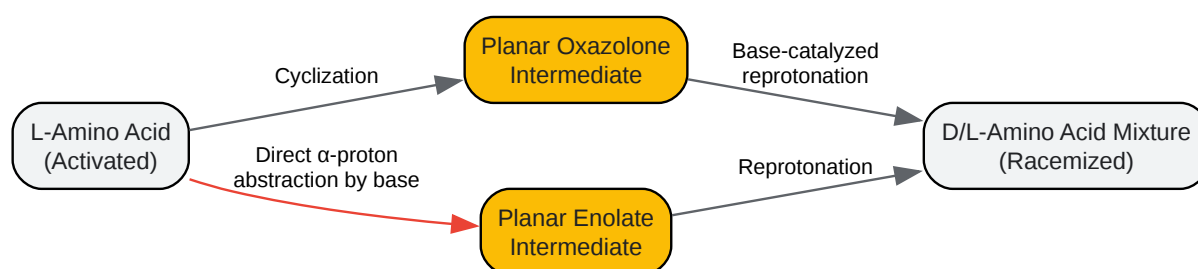 L-Amino Acid
(Activated)
Cyclization
Direct α-proton
abstraction by base
Planar Oxazolone
Intermediate
Planar Enolate
Intermediate
Base-catalyzed
reprotonation
Reprotonation
D/L-Amino Acid Mixture
(Racemized)